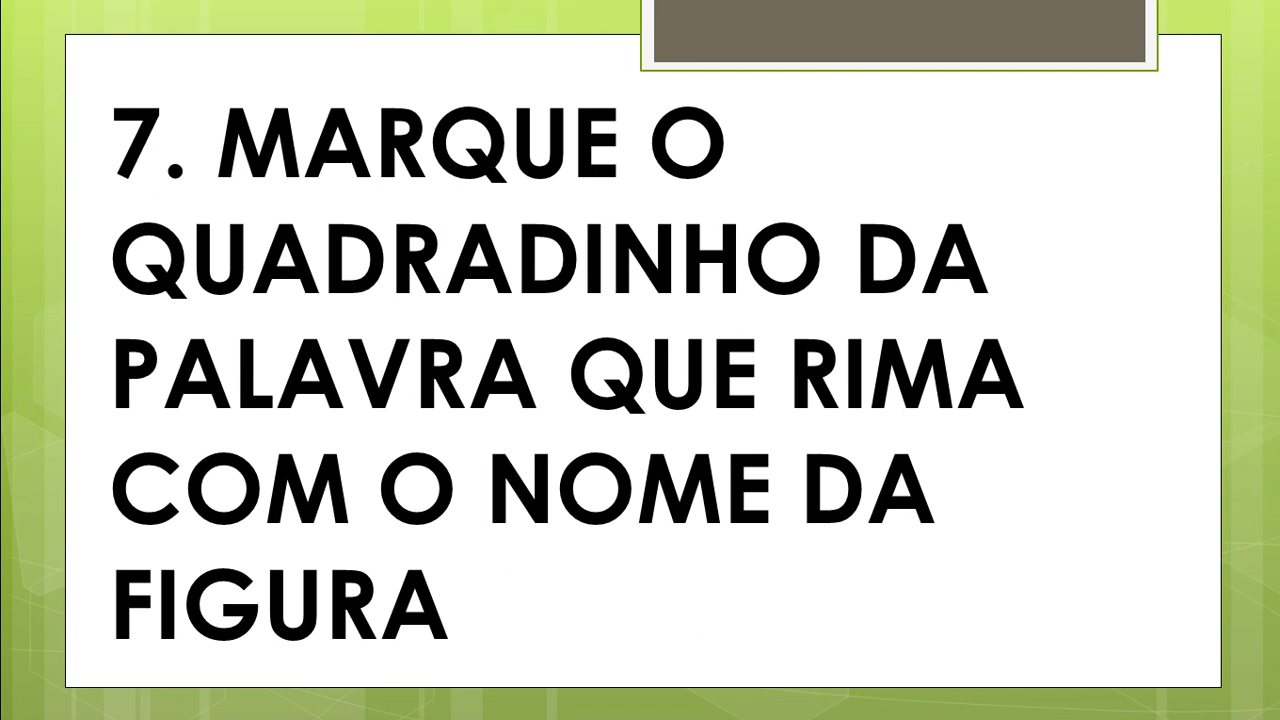 7. MARQUE O
QUADRADINHO DA
PALAVRA QUE RIMA
COM O NOME DA
FIGURA